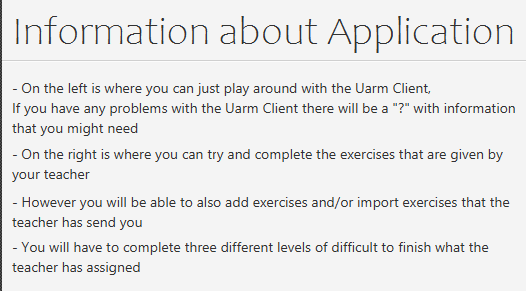 Information about Application
- On the left is where you can just play around with the Uarm Client,
If you have any problems with the Uarm Client there will be a "?" with information
that you might need
- On the right is where you can try and complete the exercises that are given by
your teacher
- However you will be able to also add exercises and/or import exercises that the
teacher has send you
- You will have to complete three different levels of difficult to finish what the
teacher has assigned